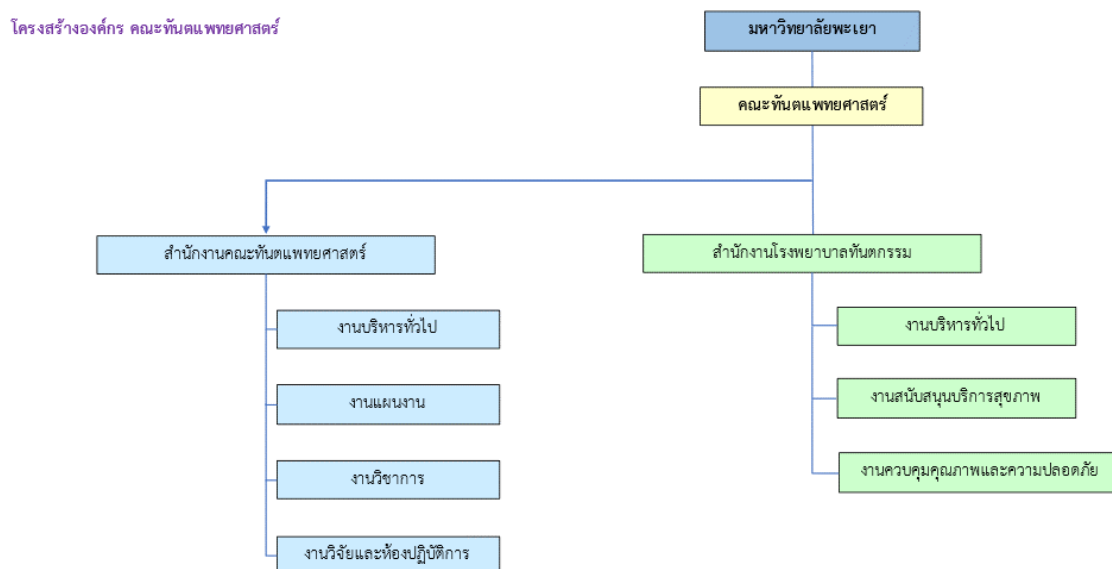 โครงสร้างองค์กร คณะทันตแพทยศาสตร์
มหาวิทยาลัยพะเยา
คณะทันตแพทยศาสตร์
สำนักงานคณะทันตแพทยศาสตร์
งานบริหารทั่วไป
งานแผนงาน
งานวิชาการ
งานวิจัยและห้องปฏิบัติการ
สำนักงานโรงพยาบาลทันตกรรม
งานบริหารทั่วไป
งานสนับสนุนบริการสุขภาพ
งานควบคุมคุณภาพและความปลอดภัย